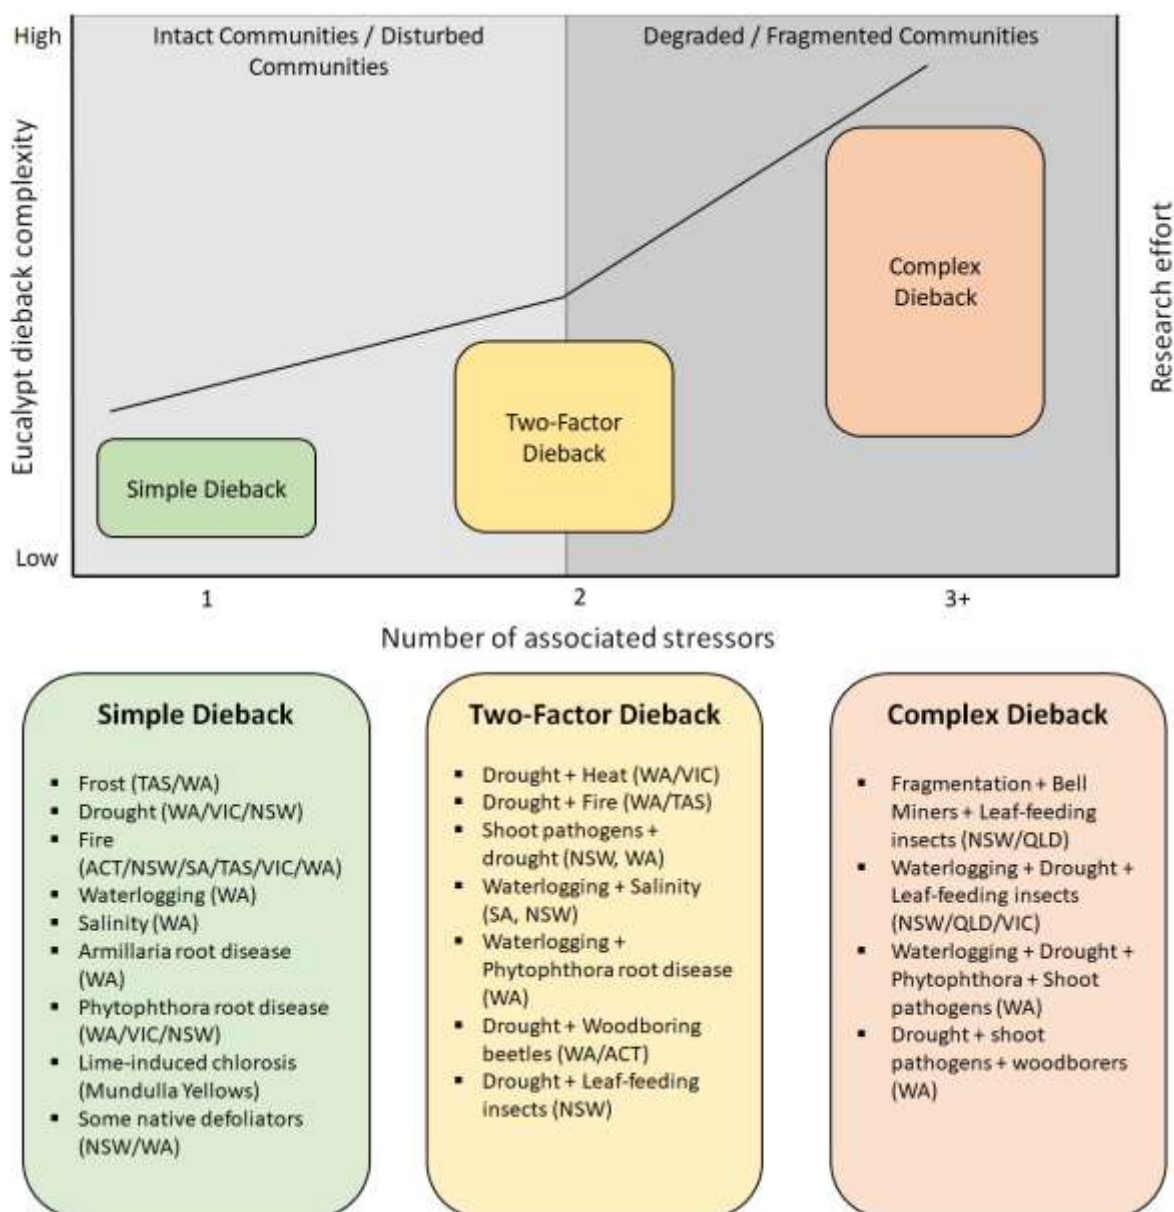 High
Intact Communities / Disturbed
Communities
Degraded / Fragmented Communities
Eucalypt dieback complexity
Research effort
Complex
Dieback
Two-Factor
Dieback
Simple Dieback
Low
1
2
3+
Number of associated stressors
Simple Dieback
▪ Frost (TAS/WA)
▪ Drought (WA/VIC/NSW)
▪ Fire
(ACT/NSW/SA/TAS/VIC/WA)
▪ Waterlogging (WA)
▪ Salinity (WA)
▪ Armillaria root disease
(WA)
▪ Phytophthora root disease
(WA/VIC/NSW)
▪ Lime-induced chlorosis
(Mundulla Yellows)
▪ Some native defoliators
(NSW/WA)
Two-Factor Dieback
▪ Drought + Heat (WA/VIC)
▪ Drought + Fire (WA/TAS)
▪ Shoot pathogens +
drought (NSW, WA)
▪ Waterlogging + Salinity
(SA, NSW)
▪ Waterlogging +
Phytophthora root disease
(WA)
▪ Drought + Woodboring
beetles (WA/ACT)
▪ Drought + Leaf-feeding
insects (NSW)
Complex Dieback
▪ Fragmentation + Bell
Miners + Leaf-feeding
insects (NSW/QLD)
▪ Waterlogging + Drought +
Leaf-feeding insects
(NSW/QLD/VIC)
▪ Waterlogging + Drought +
Phytophthora + Shoot
pathogens (WA)
▪ Drought + shoot
pathogens + woodborers
(WA)